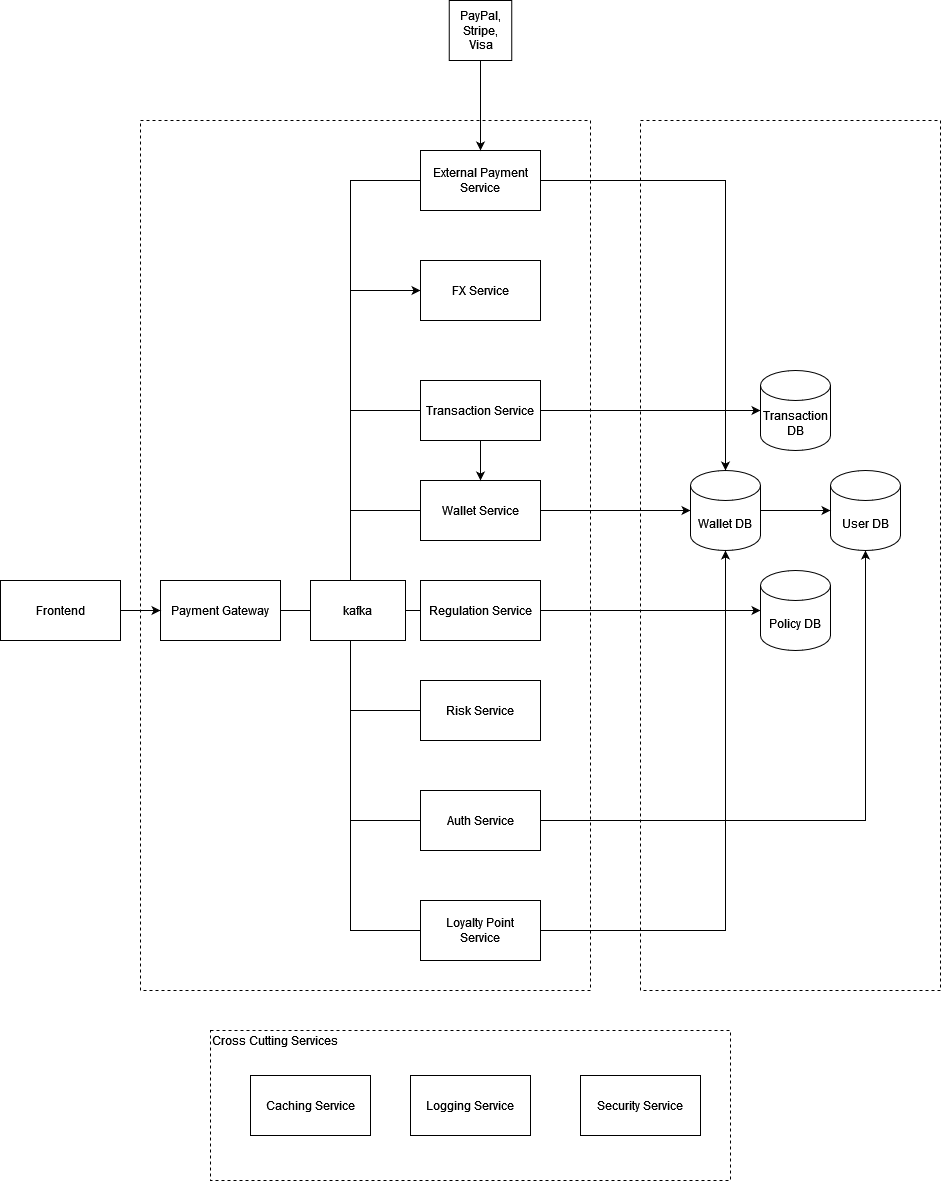 PayPal,
Stripe,
Visa
External Payment
Service
FX Service
Transaction Service
Transaction
DB
Wallet Service
Wallet DB
User DB
Frontend
Payment Gateway
kafka
Regulation Service
Policy DB
Risk Service
Auth Service
Loyalty Point
Service
Cross Cutting Services
Caching Service
Logging Service
Security Service